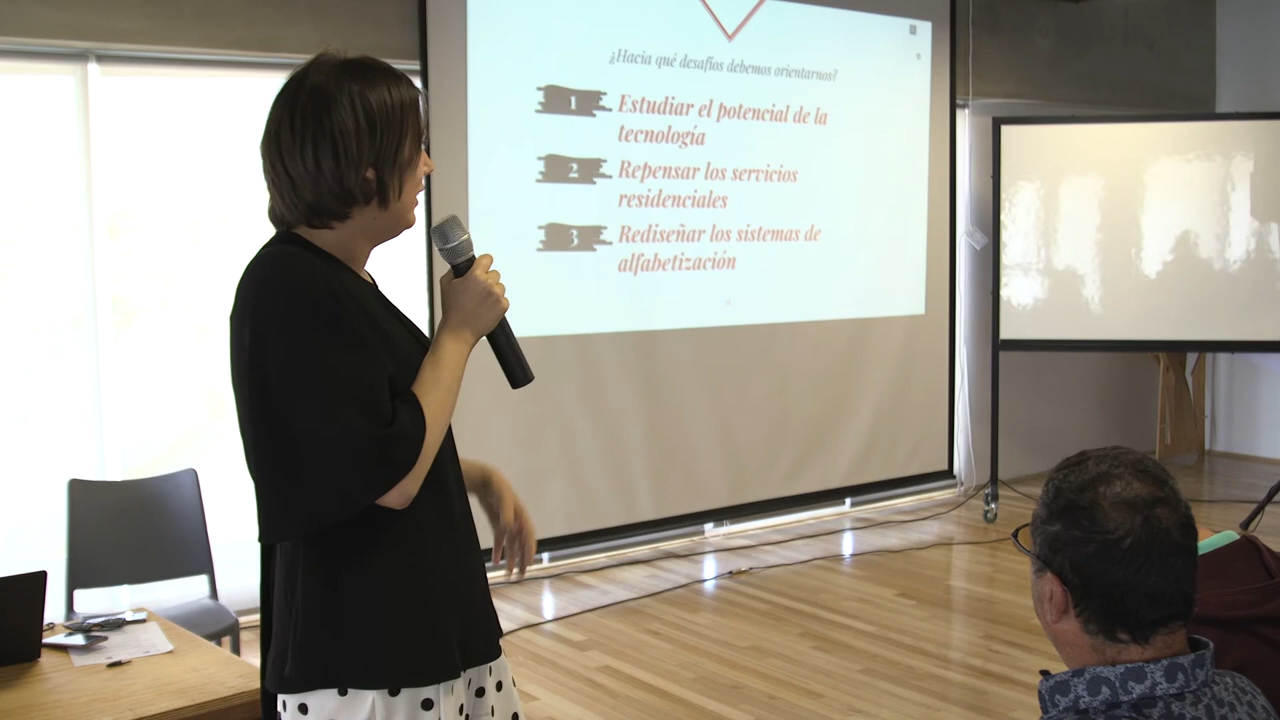 ¿Hacia qué desafíos debemos orientarnos?
1 Estudiar el potencial de la
tecnología
2 Repensar los servicios
residenciales
3 Rediseñar los sistemas de
alfabetización